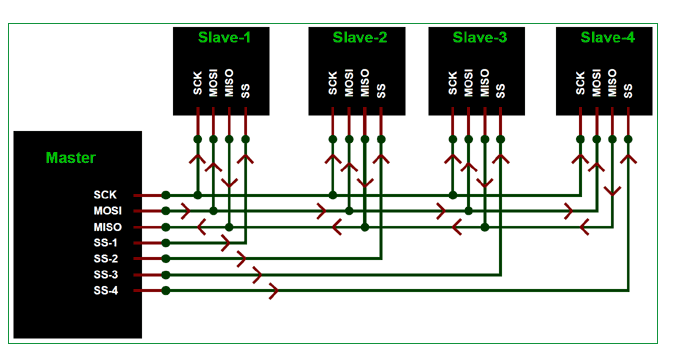 Slave-1 Slave-2 Slave-3 Slave-4
SCK MOSI MISO SS SCK MOSI MISO SS SCK MOSI MISO SS SCK MOSI MISO SS
Master
SCK
MOSI
MISO
SS-1
SS-2
SS-3
SS-4